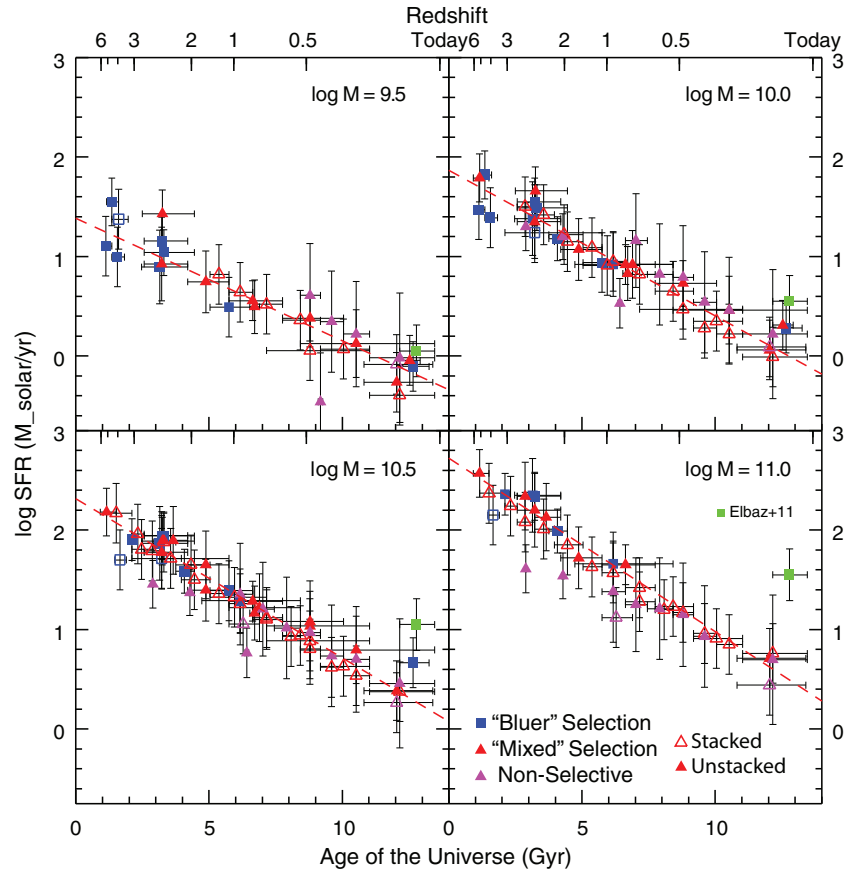 Redshift
6 3 2 1 0.5 Today 6 3 2 1 0.5 Today
3 3
log M = 9.5 log M = 10.0
2 2
1 1
0 0
3 3
log M = 10.5 log M = 11.0
Elbaz+11
2 2
1 1
0 0
"Bluer" Selection
"Mixed" Selection
Non-Selective
Stacked
Unstacked
0 5 10 0 5 10
log SFR (M_solar/yr)
Age of the Universe (Gyr)